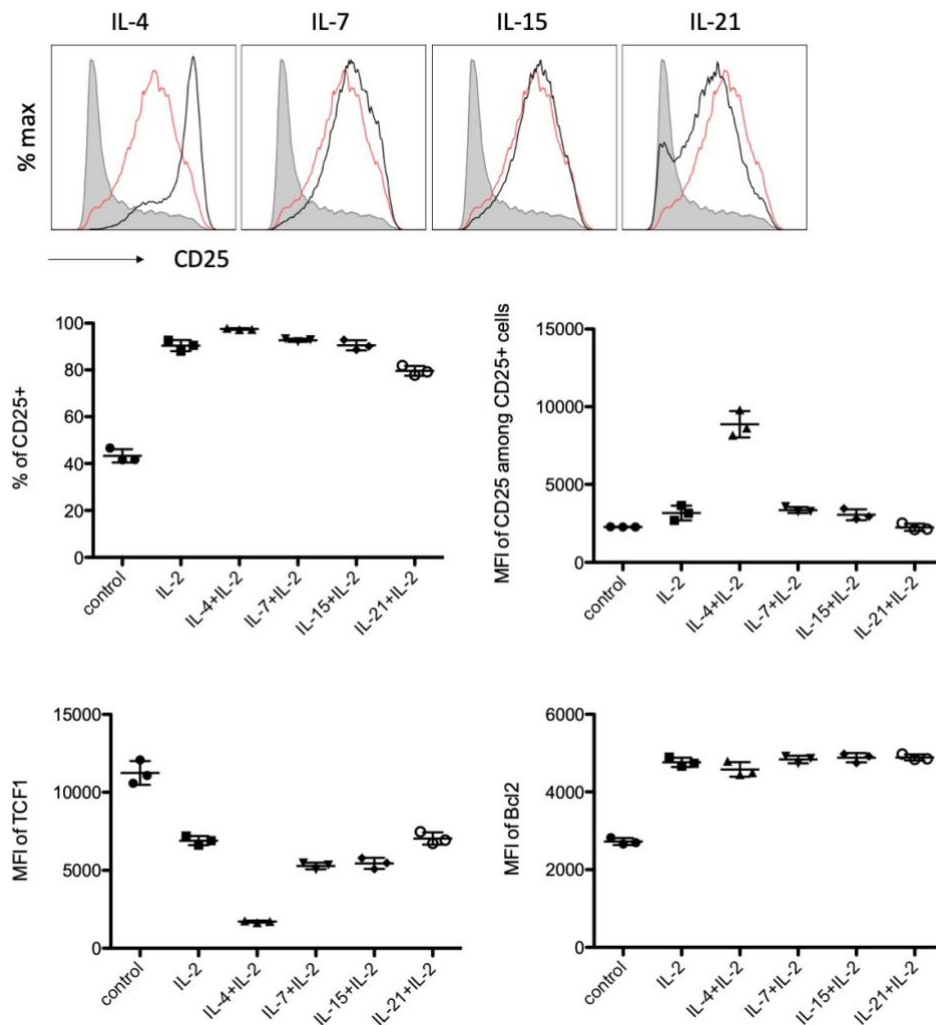 IL-4 IL-7 IL-15 IL-21
% max
CD25
% of CD25+
100
80
60
40
20
0
control IL-2 IL-4+IL-2 IL-7+IL-2 IL-15+IL-2 IL-21+IL-2
MFI of CD25 among CD25+ cells
15000
10000
5000
0
control IL-2 IL-4+IL-2 IL-7+IL-2 IL-15+IL-2 IL-21+IL-2
MFI of TCF1
15000
10000
5000
0
control IL-2 IL-4+IL-2 IL-7+IL-2 IL-15+IL-2 IL-21+IL-2
MFI of Bcl2
6000
4000
2000
0
control IL-2 IL-4+IL-2 IL-7+IL-2 IL-15+IL-2 IL-21+IL-2